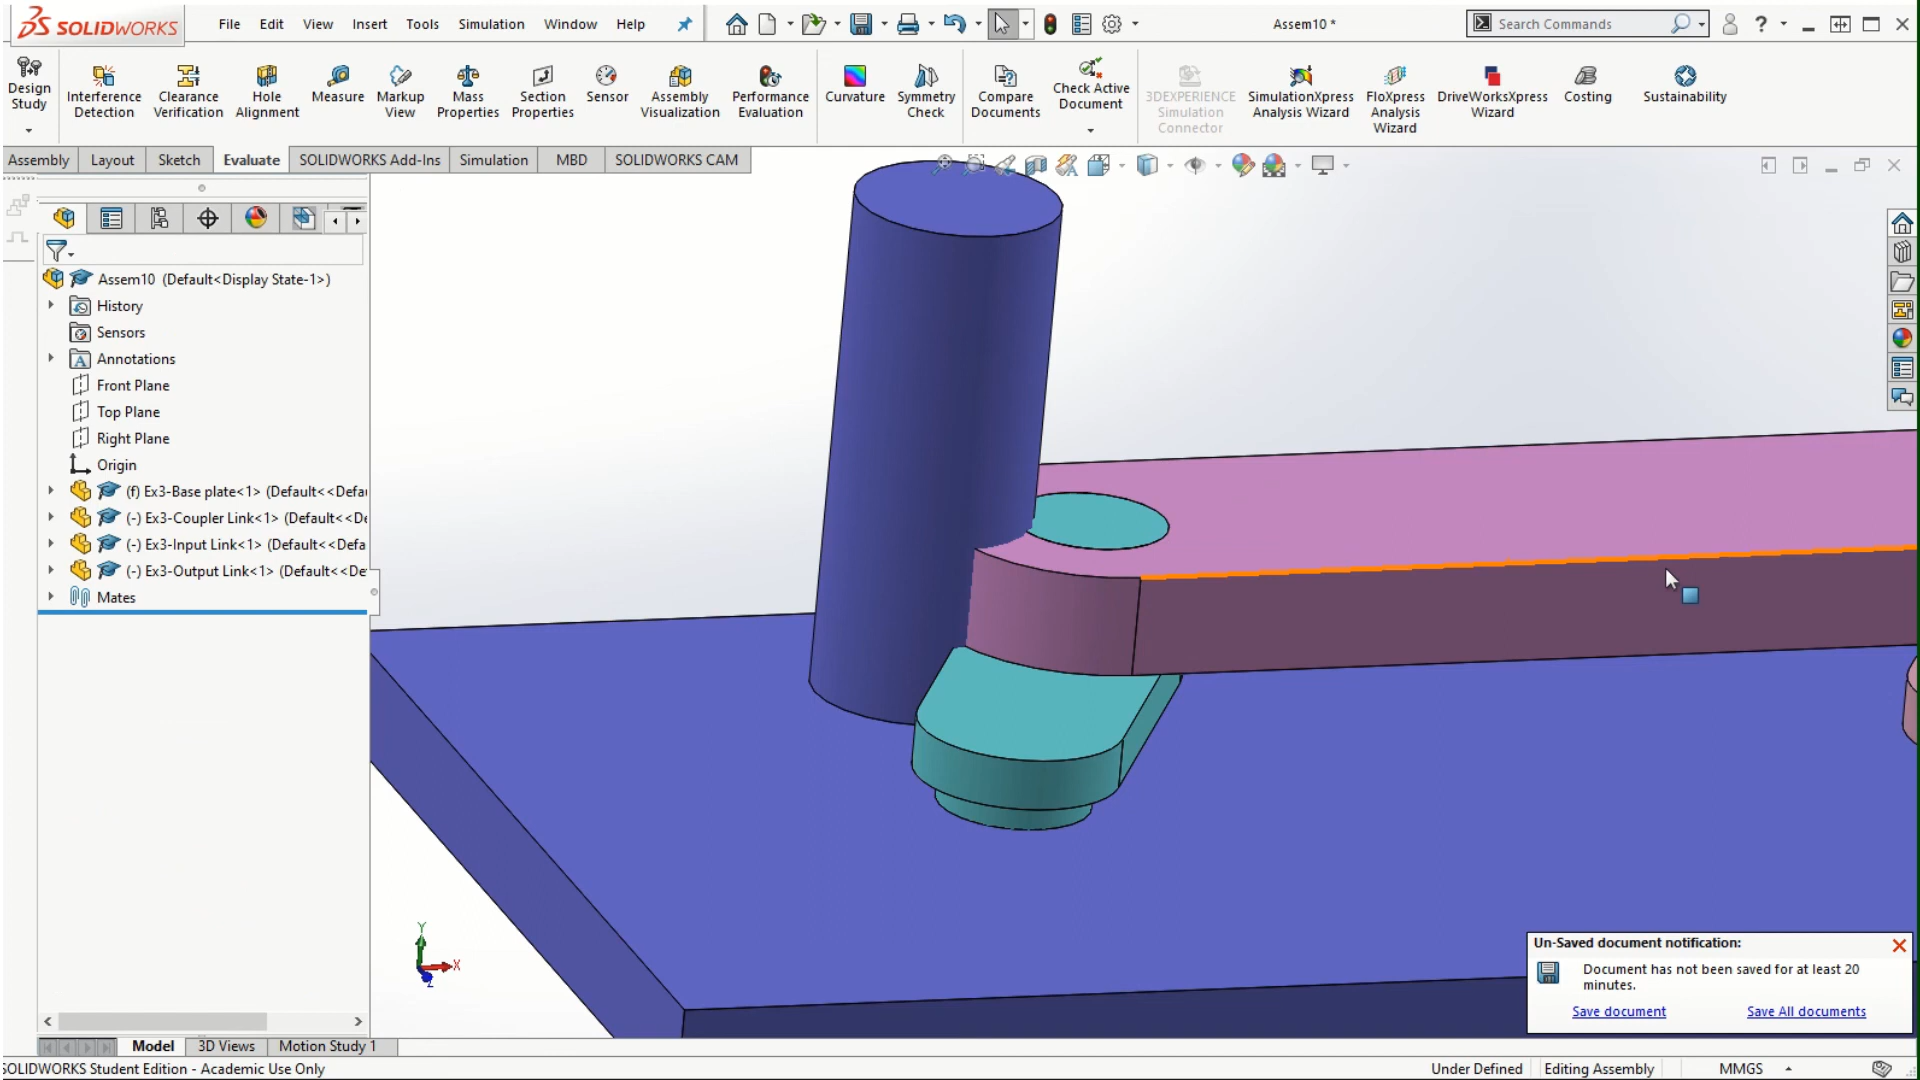 SOLIDWORKS
File Edit View Insert Tools Simulation Window Help
Assem10 *
Search Commands
?
Design Study
Interference Detection
Clearance Verification
Hole Alignment
Measure
Markup View
Mass Properties
Section Properties
Sensor
Assembly Visualization
Performance Evaluation
Curvature
Symmetry Check
Compare Documents
Check Active Document
3DEXPERIENCE Simulation Connector
SimulationXpress Analysis Wizard
FloXpress Analysis Wizard
DriveWorksXpress Wizard
Costing
Sustainability
Assembly Layout Sketch Evaluate SOLIDWORKS Add-Ins Simulation MBD SOLIDWORKS CAM
Assem10 (Default<Display State-1>)
History
Sensors
Annotations
Front Plane
Top Plane
Right Plane
Origin
(f) Ex3-Base plate<1> (Default<<Defau
(-) Ex3-Coupler Link<1> (Default<<De
(-) Ex3-Input Link<1> (Default<<Defa
(-) Ex3-Output Link<1> (Default<<De
Mates
Y
X
Z
Un-Saved document notification:
Document has not been saved for at least 20
minutes.
Save document Save All documents
Model 3D Views Motion Study 1
SOLIDWORKS Student Edition - Academic Use Only
Under Defined Editing Assembly MMGS